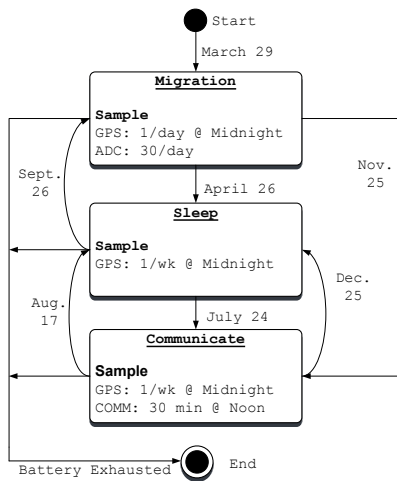 Start
March 29
Migration
Sample
GPS: 1/day @ Midnight
ADC: 30/day
Sept.
26
Nov.
25
April 26
Sleep
Sample
GPS: 1/wk @ Midnight
Aug.
17
Dec.
25
July 24
Communicate
Sample
GPS: 1/wk @ Midnight
COMM: 30 min @ Noon
Battery Exhausted
End